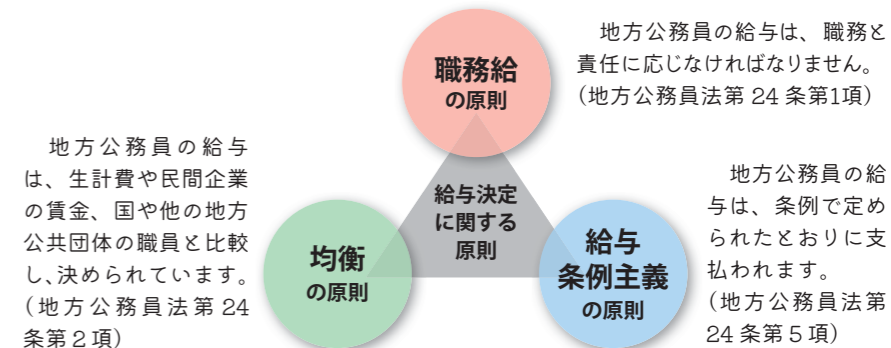 職務給
の原則
地方公務員の給与は、職務と
責任に応じなければなりません。
(地方公務員法第 24 条第1項)
地方公務員の給与
は、生計費や民間企業
の賃金、国や他の地方
公共団体の職員と比較
し、決められています。
(地方公務員法第 24
条第2項)
給与決定
に関する
原則
均衡
の原則
給与
条例主義
の原則
地方公務員の給
与は、条例で定め
られたとおりに支
払われます。
(地方公務員法第
24 条第5項)